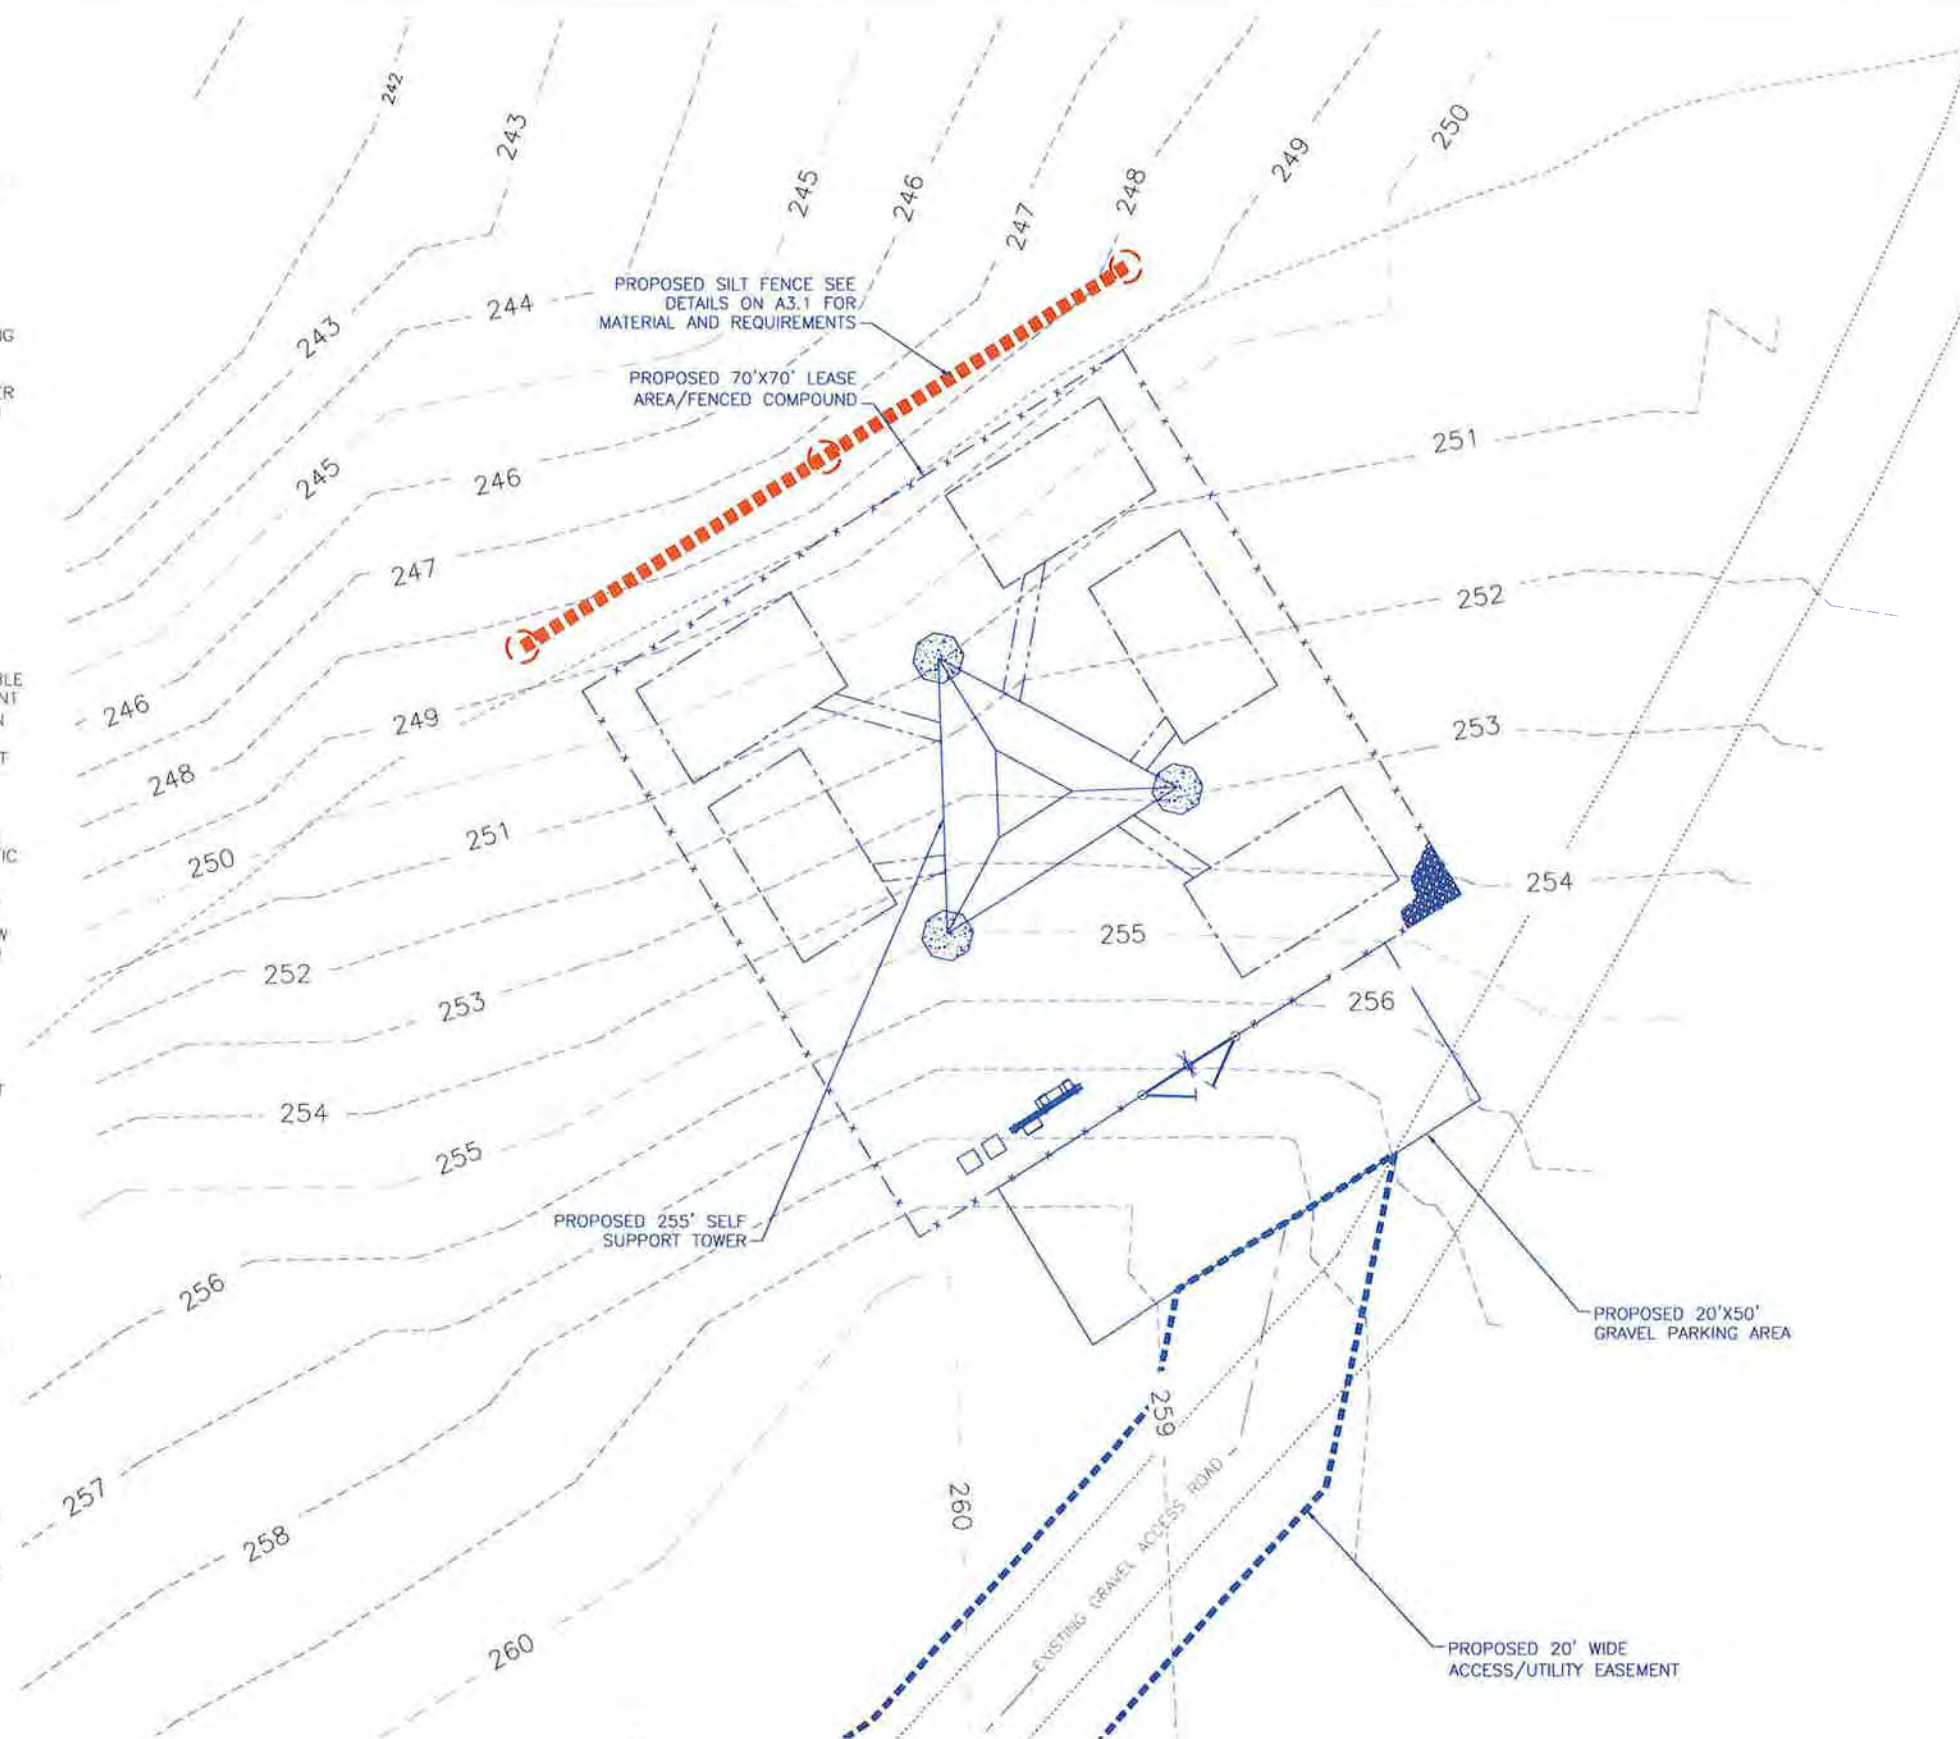 242
243
245
246
247
248
249
250
PROPOSED SILT FENCE SEE
DETAILS ON A3.1 FOR
MATERIAL AND REQUIREMENTS
244
243
PROPOSED 70'X70' LEASE
AREA/FENCED COMPOUND
251
245
246
247
252
246
249
253
248
251
250
254
255
252
253
256
254
255
PROPOSED 255' SELF
SUPPORT TOWER
256
PROPOSED 20'X50'
GRAVEL PARKING AREA
259
257
260
EXISTING GRAVEL ACCESS ROAD
258
260
PROPOSED 20' WIDE
ACCESS/UTILITY EASEMENT